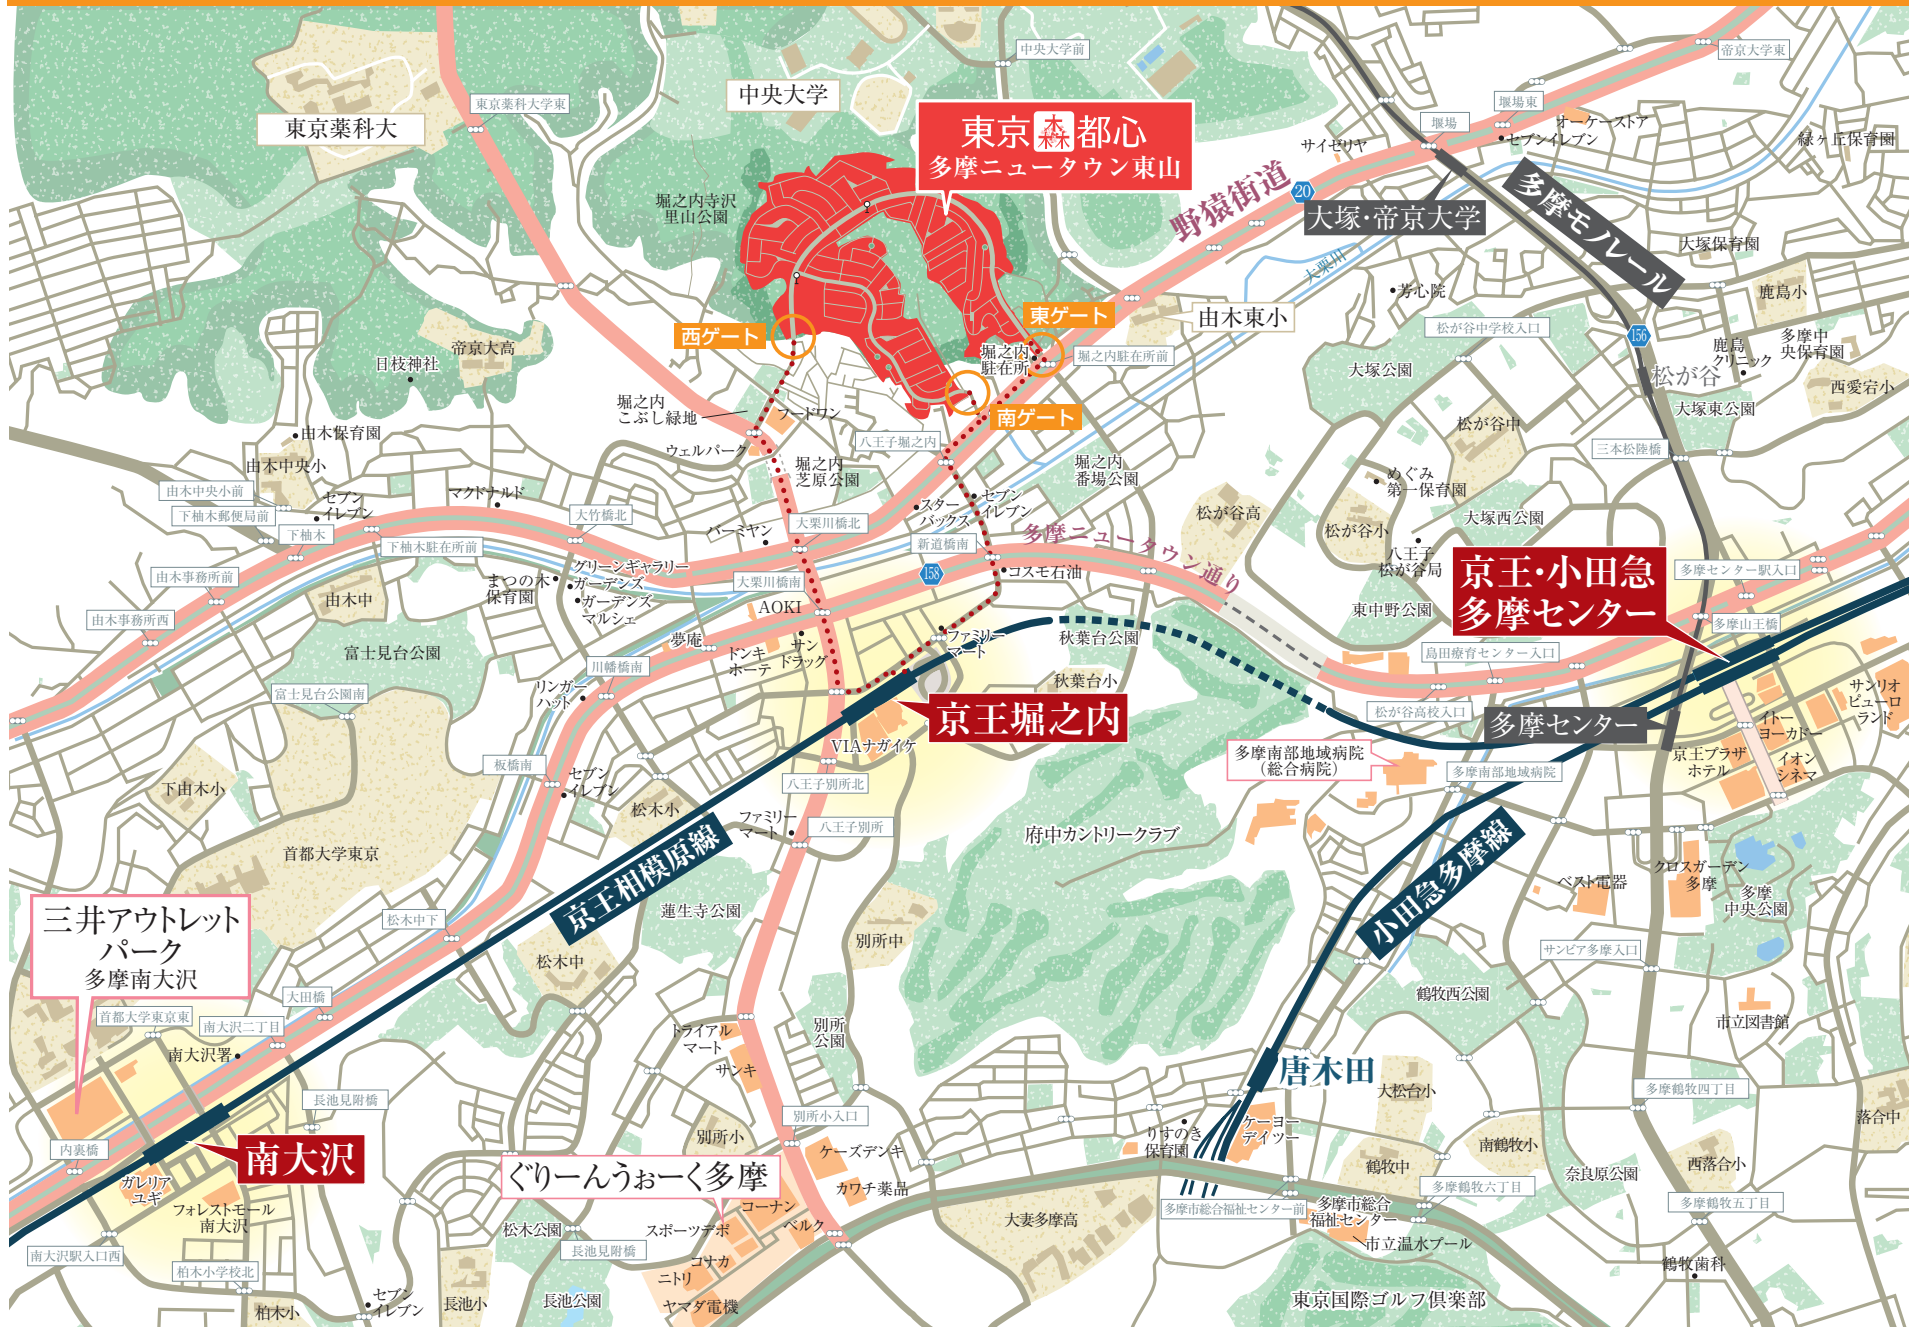 中央大学前
帝京大学東
中央大学
東京薬科大学東
堰場東
東京薬科大
オーケーストア
堰場
セブンイレブン
緑ヶ丘保育園
サイゼリヤ
東京森都心
多摩ニュータウン東山
野猿街道
20
大塚・帝京大学
多摩モノレール
堀之内寺沢
里山公園
大塚保育園
大栗川
芳心院
鹿島小
由木東小
松が谷中学校入口
156
東ゲート
西ゲート
堀之内
駐在所
堀之内駐在所前
鹿島
クリニック
多摩中
央保育園
帝京大高
日枝神社
大塚公園
松が谷
西愛宕小
大塚東公園
堀之内
こぶし緑地
フードワン
南ゲート
松が谷中
由木保育園
八王子堀之内
三本松陸橋
ウェルパーク
由木中央小
堀之内
芝原公園
堀之内
番場公園
めぐみ
第一保育園
由木中央小前
セブン
イレブン
マクドナルド
セブン
イレブン
スター
バックス
松が谷高
下柚木郵便局前
大竹橋北
大栗川橋北
松が谷小
大塚西公園
下柚木
バーミヤン
新道橋南
多摩ニュータウン通り
八王子
松が谷局
下柚木駐在所前
158
コスモ石油
京王・小田急
多摩センター
多摩センター駅入口
由木事務所前
グリーンギャラリー
ガーデンズ
まつの木
保育園
大栗川橋南
ガーデンズ
マルシェ
由木中
AOKI
東中野公園
由木事務所西
多摩山王橋
夢庵
サン
ドラッグ
ドンキ
ホーテ
ファミリー
マート
秋葉台公園
富士見台公園
川幡橋南
島田療育センター入口
富士見台公園南
リンガー
ハット
秋葉台小
サンリオ
ピューロ
ランド
京王堀之内
松が谷高校入口
多摩センター
イトー
ヨーカドー
VIAナガイケ
多摩南部地域病院
(総合病院)
京王プラザ
ホテル
イオン
シネマ
板橋南
セブン
イレブン
八王子別所北
多摩南部地域病院
下由木小
松木小
ファミリー
マート
八王子別所
府中カントリークラブ
首都大学東京
京王相模原線
小田急多摩線
クロスガーデン
多摩
ベスト電器
多摩
中央公園
三井アウトレット
パーク
多摩南大沢
松木中下
蓮生寺公園
別所中
サンピア多摩入口
松木中
大田橋
鶴牧西公園
首都大学東京東
南大沢二丁目
別所
公園
市立図書館
トライアル
マート
南大沢署
サンキ
唐木田
長池見附橋
大松台小
多摩鶴牧四丁目
別所小入口
落合中
内裏橋
南大沢
別所小
ケーズデンキ
りすのき
保育園
ケーヨー
デイツー
南鶴牧小
鶴牧中
西落合小
奈良原公園
ガレリア
ユギ
ぐりーんうぉーく多摩
カワチ薬品
多摩鶴牧六丁目
フォレストモール
南大沢
コーナン
多摩市総合福祉センター前
多摩市総合
福祉センター
多摩鶴牧五丁目
松木公園
スポーツデポ
ベルク
大妻多摩高
市立温水プール
南大沢駅入口西
長池見附橋
コナカ
鶴牧歯科
柏木小学校北
ニトリ
セブン
イレブン
長池小
長池公園
ヤマダ電機
東京国際ゴルフ倶楽部
柏木小